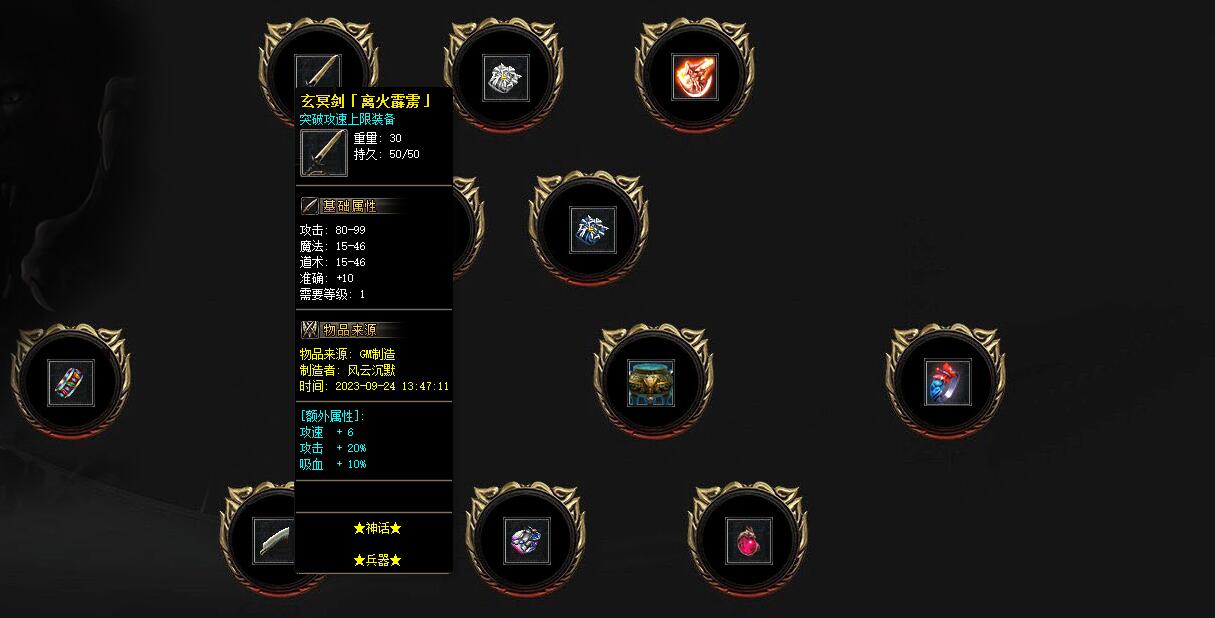 玄冥剑「离火霹雳」
突破攻速上限装备
重量: 30
持久: 50/50
基础属性
攻击: 80-99
魔法: 15-46
道术: 15-46
准确: +10
需要等级: 1
物品来源
物品来源: GM制造
制造者: 风云沉默
时间: 2023-09-24 13:47:11
[额外属性]:
攻速 + 6
攻击 + 20%
吸血 + 10%
★神话★
★兵器★